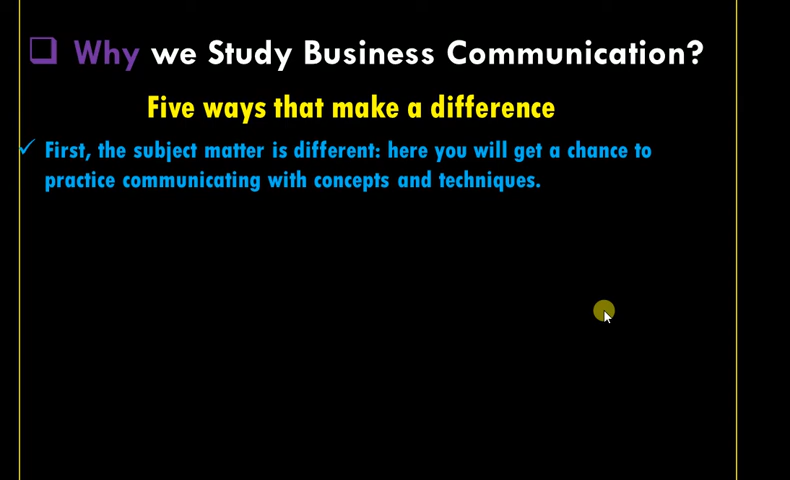 ❑ Why we Study Business Communication?
Five ways that make a difference
✓ First, the subject matter is different: here you will get a chance to
practice communicating with concepts and techniques.